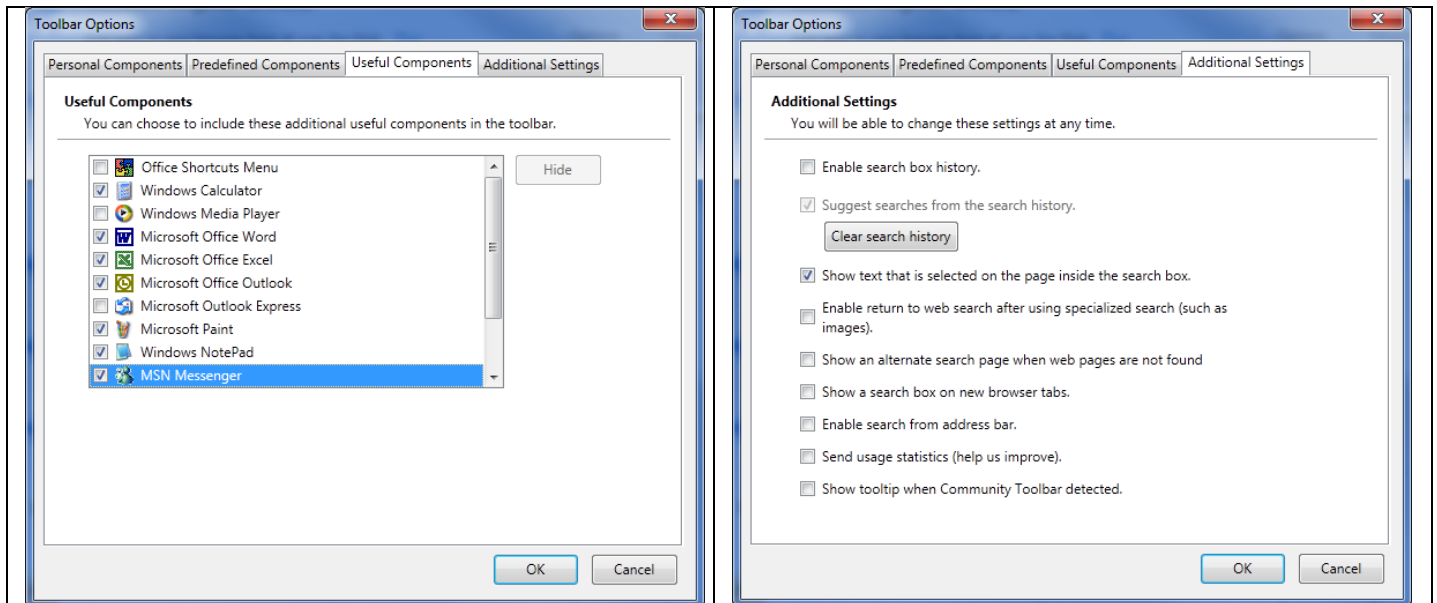 Toolbar Options
Personal Components
Predefined Components
Useful Components
Additional Settings
Useful Components
You can choose to include these additional useful components in the toolbar.
Office Shortcuts Menu
Windows Calculator
Windows Media Player
Microsoft Office Word
Microsoft Office Excel
Microsoft Office Outlook
Microsoft Outlook Express
Microsoft Paint
Windows NotePad
MSN Messenger
Hide
OK
Cancel
Toolbar Options
Personal Components
Predefined Components
Useful Components
Additional Settings
Additional Settings
You will be able to change these settings at any time.
Enable search box history.
Suggest searches from the search history.
Clear search history
Show text that is selected on the page inside the search box.
Enable return to web search after using specialized search (such as
images).
Show an alternate search page when web pages are not found
Show a search box on new browser tabs.
Enable search from address bar.
Send usage statistics (help us improve).
Show tooltip when Community Toolbar detected.
OK
Cancel